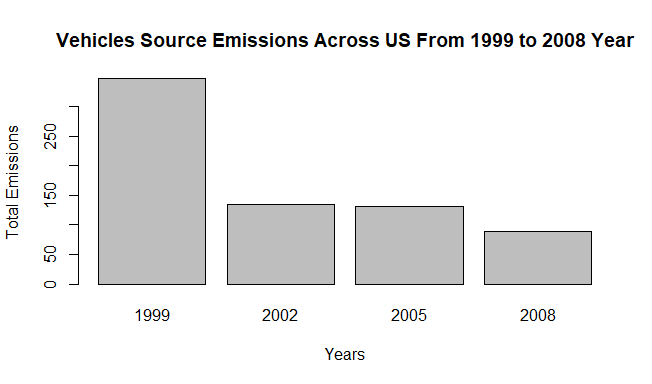 Vehicles Source Emissions Across US From 1999 to 2008 Year
Total Emissions
250
150
50
0
1999 2002 2005 2008
Years